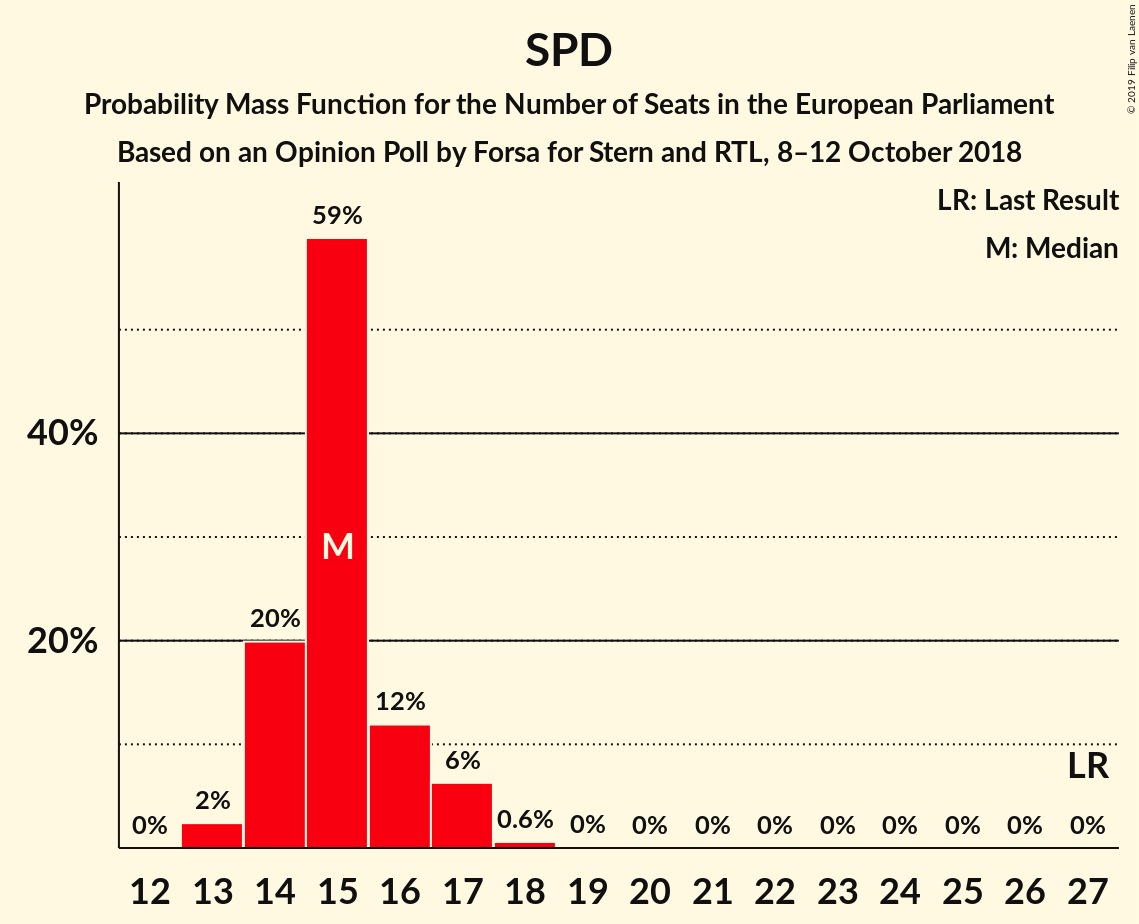 SPD
Probability Mass Function for the Number of Seats in the European Parliament
Based on an Opinion Poll by Forsa for Stern and RTL, 8–12 October 2018
© 2019 Filip van Laenen
LR: Last Result
M: Median
59%
40%
M
20%
20%
12%
6%
LR
2%
0%
0.6%
0%
0%
0%
0%
0%
0%
0%
0%
0%
12 13 14 15 16 17 18 19 20 21 22 23 24 25 26 27